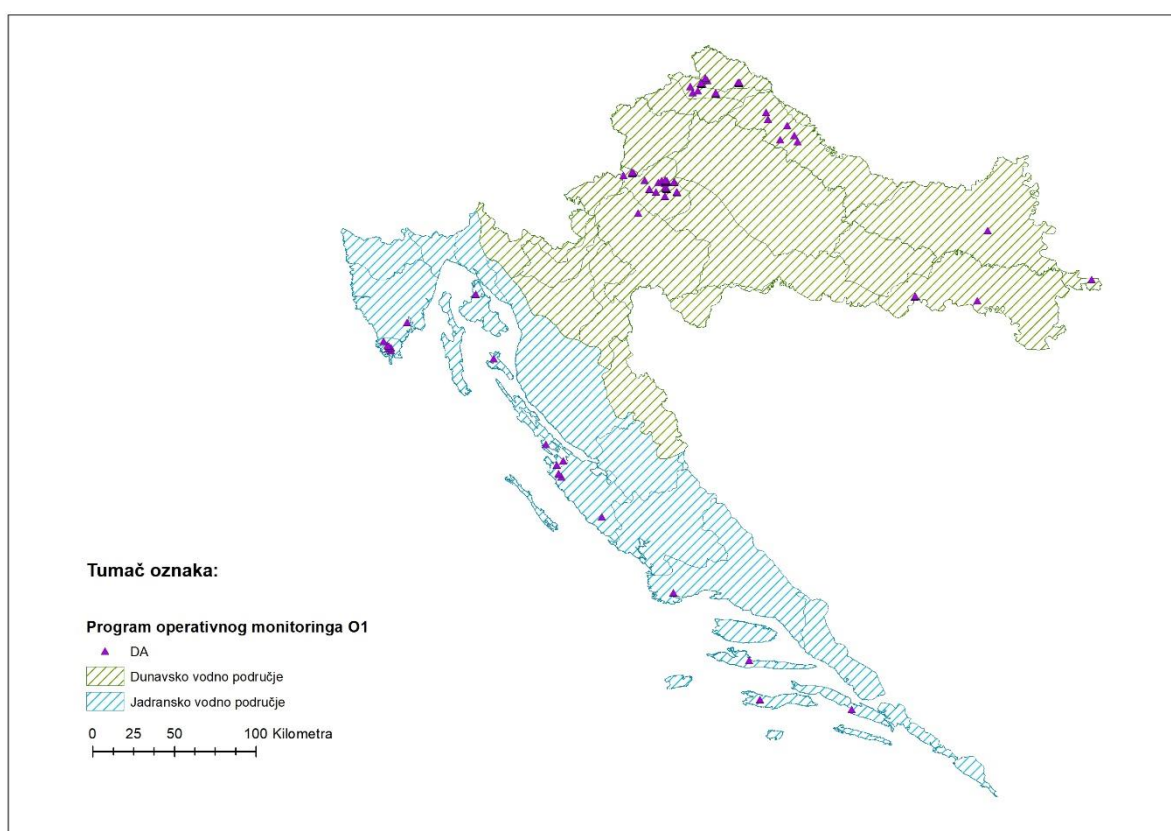 Tumač oznaka:
Program operativnog monitoringa O1
DA
Dunavsko vodno područje
Jadransko vodno područje
0 25 50 100 Kilometra